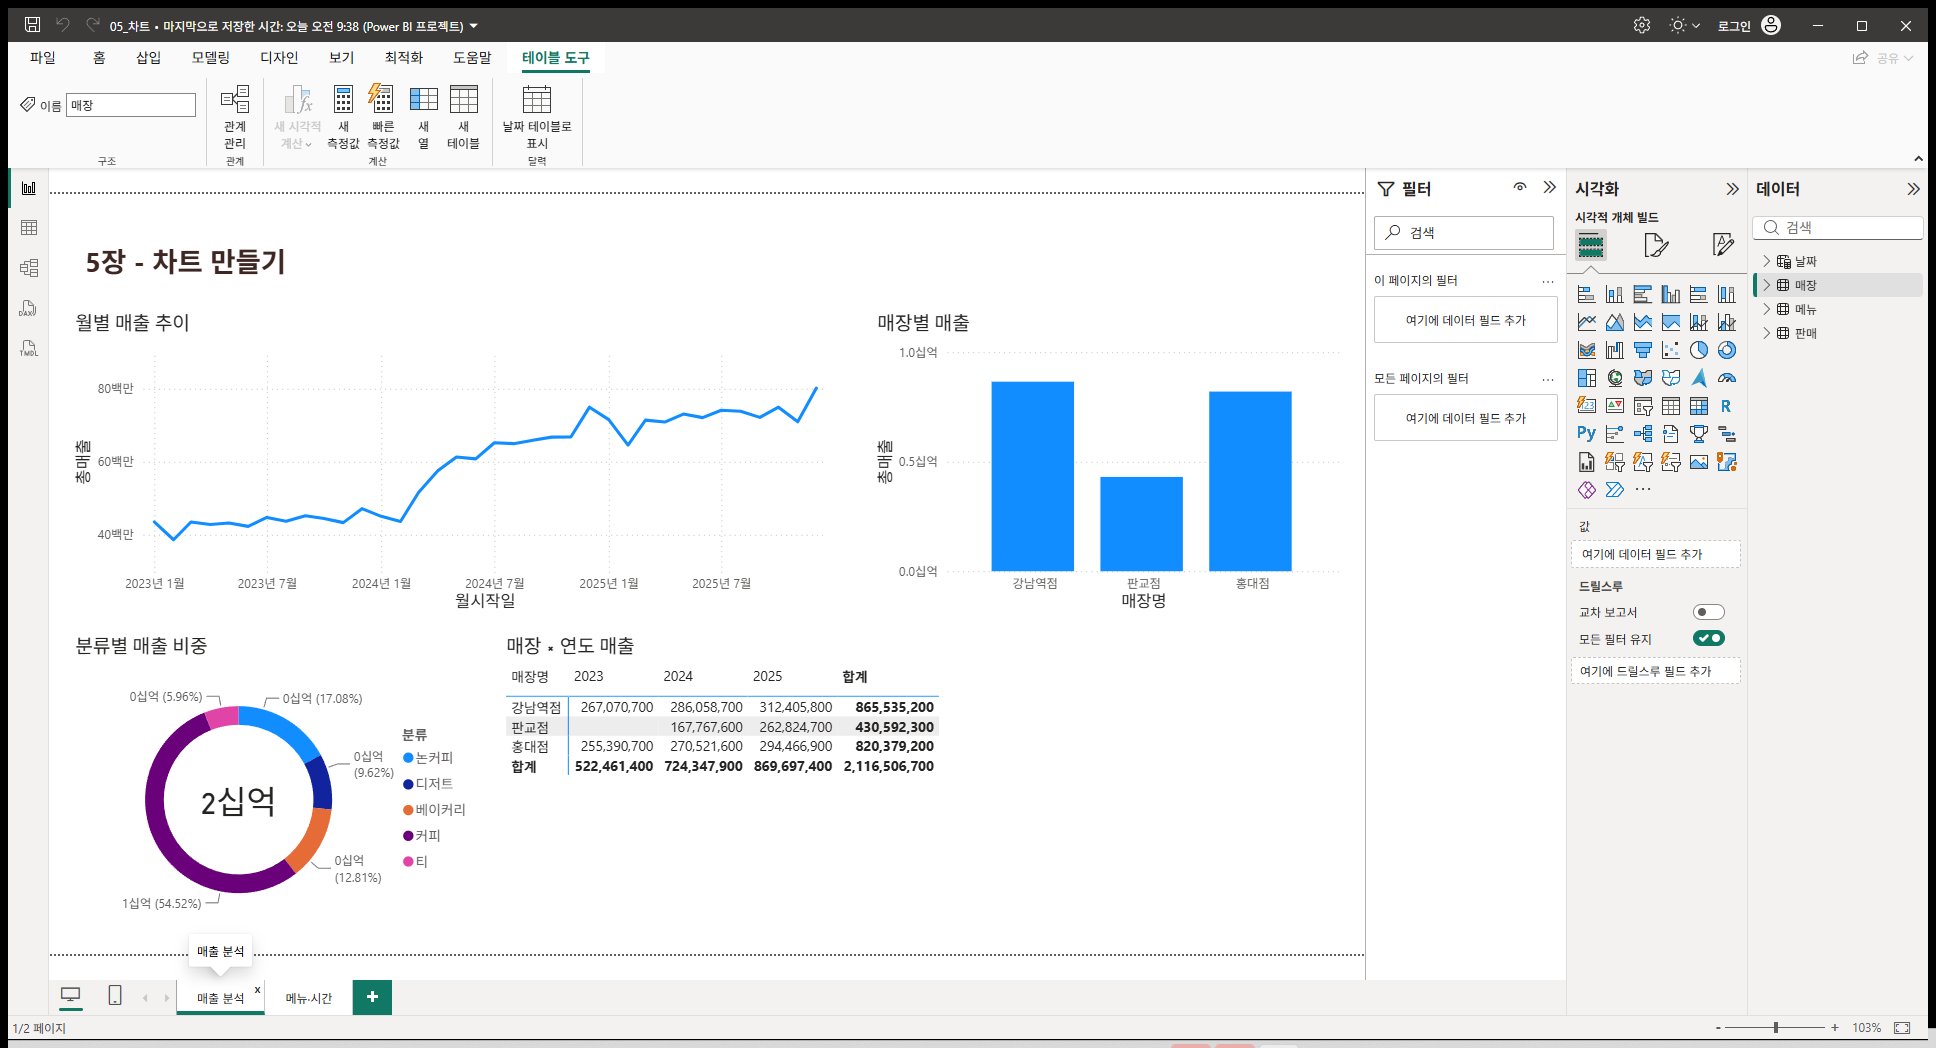 05_차트 • 마지막으로 저장한 시간: 오늘 오전 9:38 (Power BI 프로젝트)
로그인
파일 홈 삽입 모델링 디자인 보기 최적화 도움말 테이블 도구
공유
이름 매장
관계 관리
새 시각적 계산
새 측정값
빠른 측정값
새 열
새 테이블
날짜 테이블로 표시
구조 관계 계산 달력
DAX
TMDL
5장 - 차트 만들기
월별 매출 추이
총매출
80백만
60백만
40백만
2023년 1월 2023년 7월 2024년 1월 2024년 7월 2025년 1월 2025년 7월
월시작일
매장별 매출
총매출
1.0십억
0.5십억
0.0십억
강남역점 판교점 홍대점
매장명
분류별 매출 비중
0십억 (5.96%)
0십억 (17.08%)
0십억
(9.62%)
0십억
(12.81%)
1십억 (54.52%)
2십억
분류
논커피
디저트
베이커리
커피
티
매장 × 연도 매출
매장명 2023 2024 2025 합계
강남역점 267,070,700 286,058,700 312,405,800 865,535,200
판교점 167,767,600 262,824,700 430,592,300
홍대점 255,390,700 270,521,600 294,466,900 820,379,200
합계 522,461,400 724,347,900 869,697,400 2,116,506,700
필터
검색
이 페이지의 필터 ...
여기에 데이터 필드 추가
모든 페이지의 필터 ...
여기에 데이터 필드 추가
시각화
시각적 개체 빌드
123
R
Py
...
값
여기에 데이터 필드 추가
드릴스루
교차 보고서
모든 필터 유지
여기에 드릴스루 필드 추가
데이터
검색
날짜
매장
메뉴
판매
매출 분석
매출 분석 x
메뉴·시간
+
1/2 페이지
- + 103%